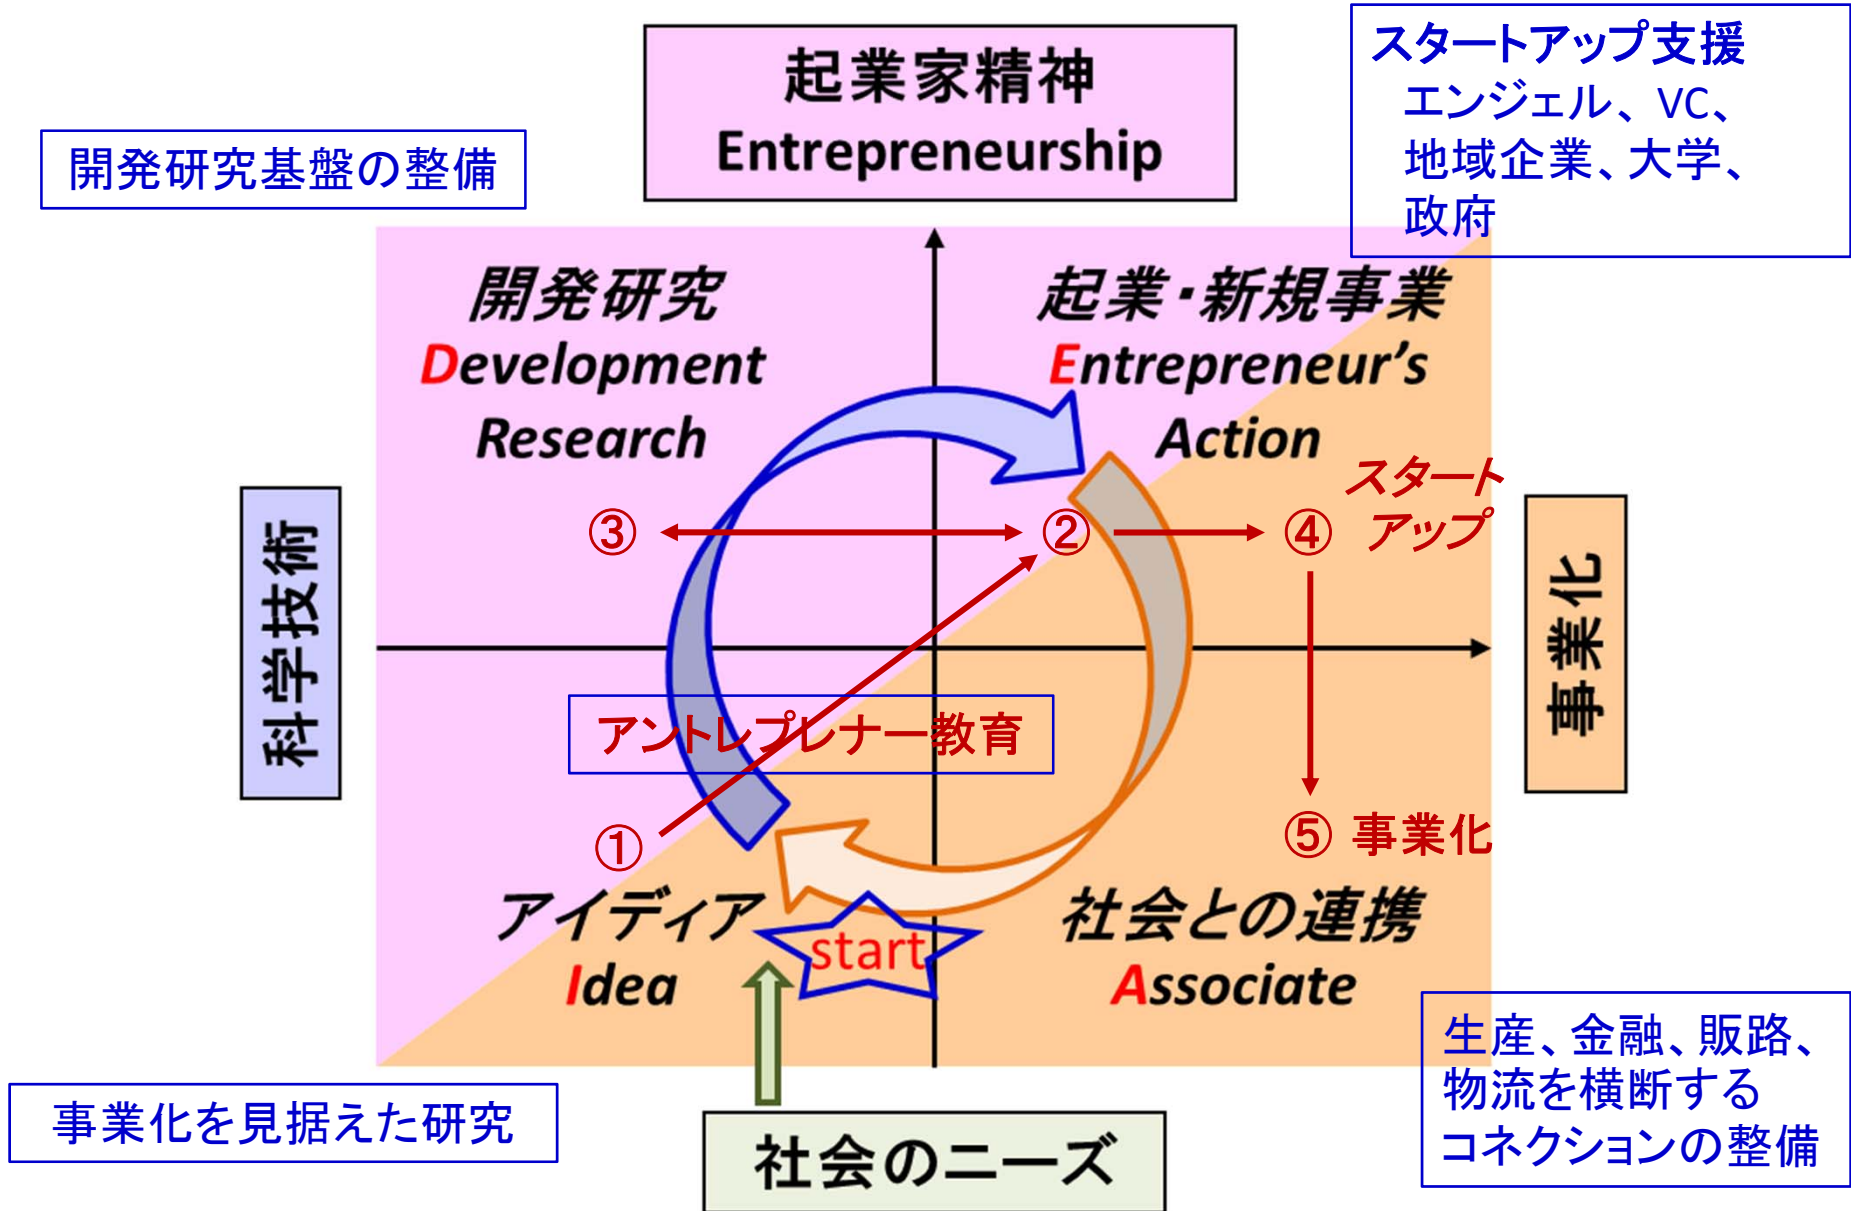 起業家精神
Entrepreneurship
スタートアップ支援
エンジェル、VC、
地域企業、大学、
政府
開発研究基盤の整備
開発研究
Development
Research
起業・新規事業
Entrepreneur's
Action
スタート
アップ
③
②
④
科学技術
事業化
アントレプレナー教育
①
⑤ 事業化
アイディア
Idea
start
社会との連携
Associate
生産、金融、販路、
物流を横断する
コネクションの整備
事業化を見据えた研究
社会のニーズ